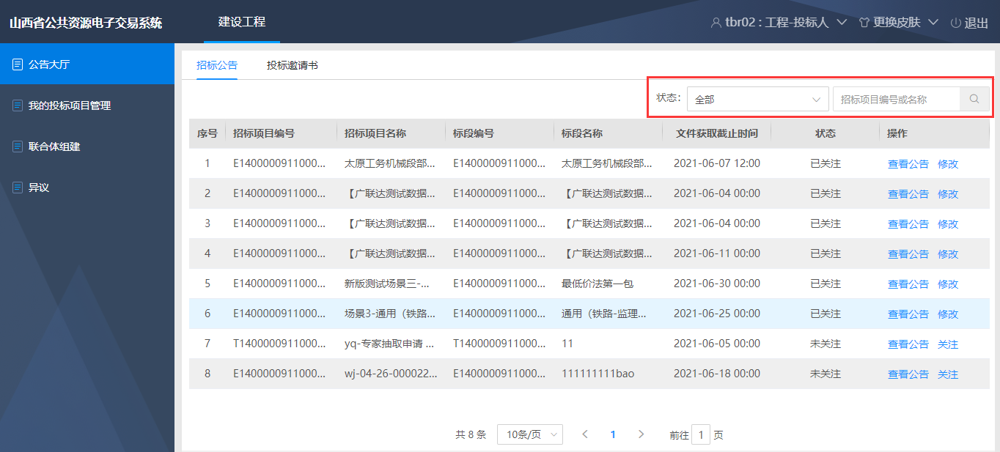 山西省公共资源电子交易系统 建设工程 tbr02 : 工程-投标人 更换皮肤 退出
公告大厅
我的投标项目管理
联合体组建
异议
招标公告 投标邀请书
状态： 全部 招标项目编号或名称
序号 招标项目编号 招标项目名称 标段编号 标段名称 文件获取截止时间 状态 操作
1 E1400000911000... 太原工务机械段部... E1400000911000... 太原工务机械段部... 2021-06-07 12:00 已关注 查看公告 修改
2 E1400000911000... 【广联达测试数据... E1400000911000... 【广联达测试数据... 2021-06-04 00:00 已关注 查看公告 修改
3 E1400000911000... 【广联达测试数据... E1400000911000... 【广联达测试数据... 2021-06-04 00:00 已关注 查看公告 修改
4 E1400000911000... 【广联达测试数据... E1400000911000... 【广联达测试数据... 2021-06-11 00:00 已关注 查看公告 修改
5 E1400000911000... 新版测试场景三-... E1400000911000... 最低价法第一包 2021-06-30 00:00 已关注 查看公告 修改
6 E1400000911000... 场景3-通用（铁路... E1400000911000... 通用（铁路-监理... 2021-06-25 00:00 已关注 查看公告 修改
7 T1400000911000... yq-专家抽取申请 ... T1400000911000... 11 2021-06-05 00:00 未关注 查看公告 关注
8 E1400000911000... wj-04-26-000022... E1400000911000... 111111111bao 2021-06-18 00:00 未关注 查看公告 关注
共 8 条 10条/页 1 前往 1 页